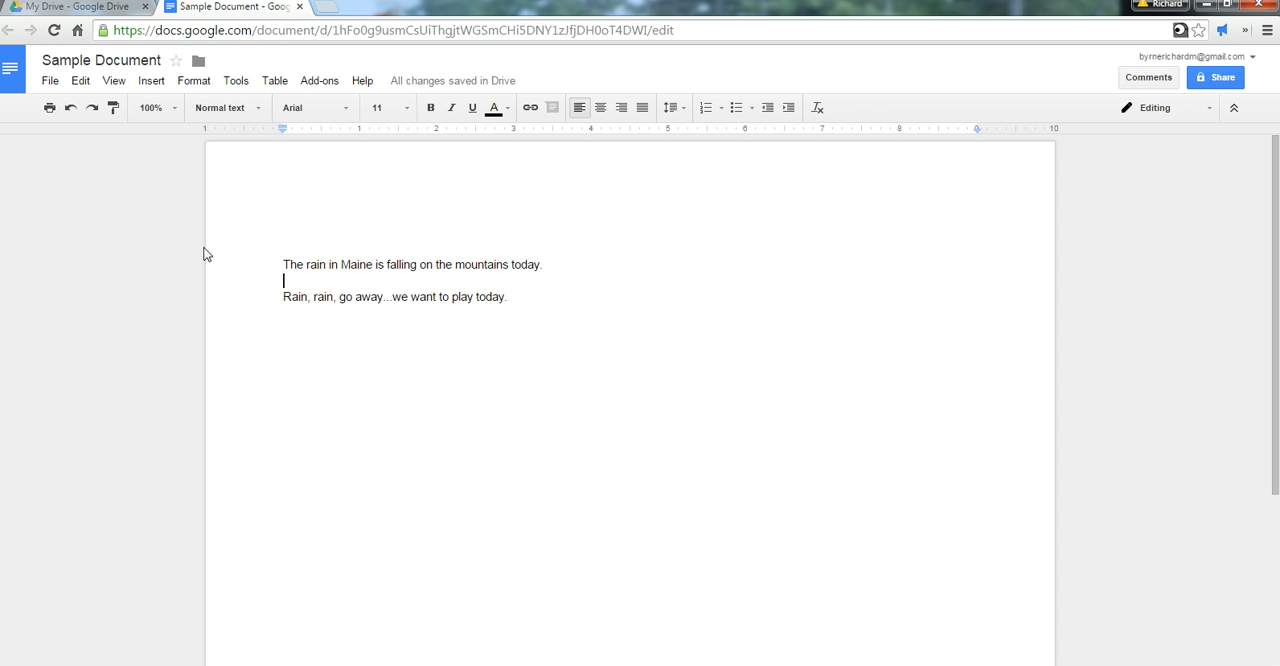 My Drive - Google Drive
Sample Document - Goog
Richard
https://docs.google.com/document/d/1hFo0g9usmCsUiThgjtWGSmCHi5DNY1zJfjDH0oT4DWI/edit
Sample Document
byrnerichardm@gmail.com
File Edit View Insert Format Tools Table Add-ons Help All changes saved in Drive
Comments Share
100% Normal text Arial 11 B I U A Editing
1 1 2 3 4 5 6 7 8 9 10
The rain in Maine is falling on the mountains today.
Rain, rain, go away...we want to play today.